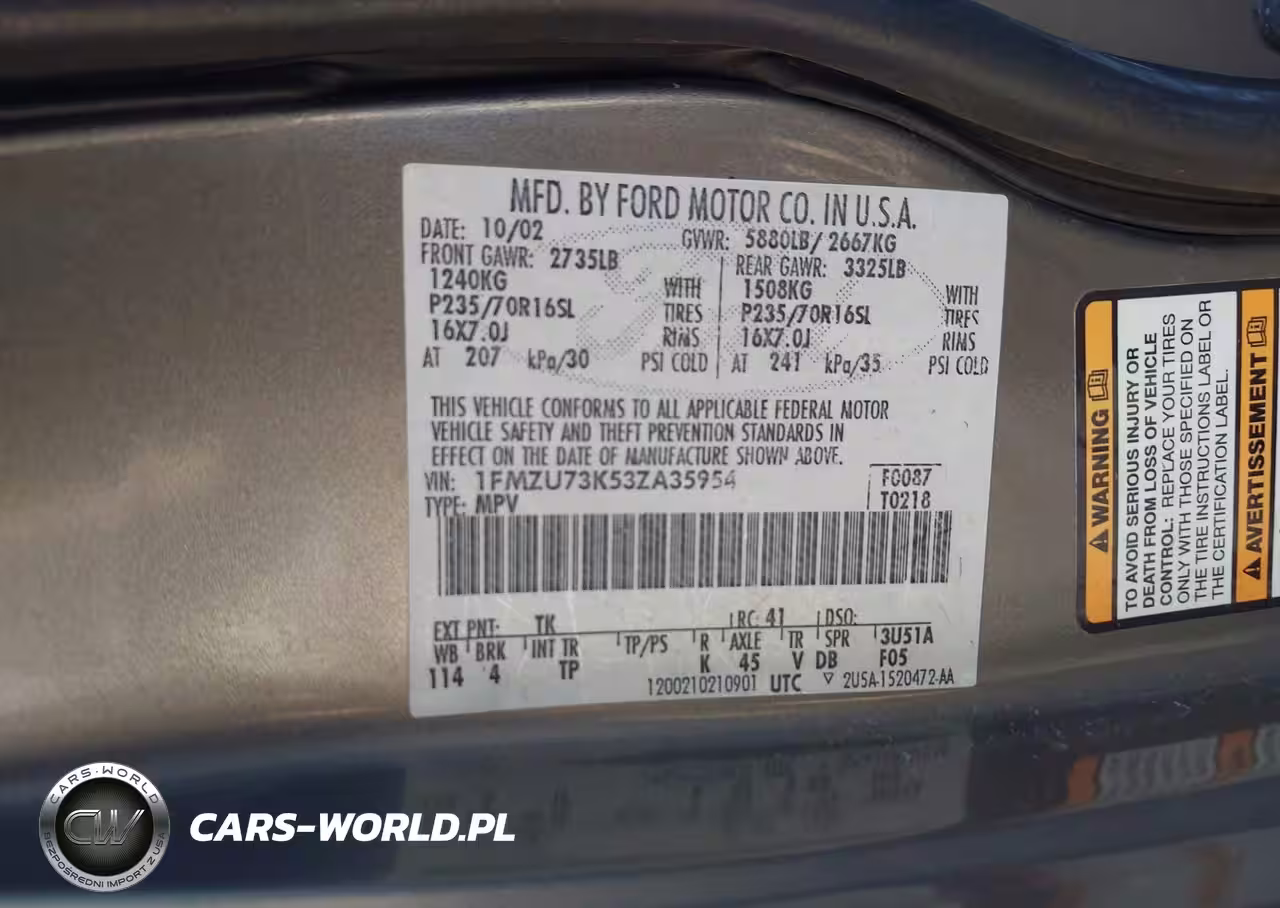 MFD. BY FORD MOTOR CO. IN U.S.A.
DATE: 10/02 GVWR: 5880LB/ 2667KG
FRONT GAWR: 2735LB REAR GAWR: 3325LB
1240KG WITH 1508KG WITH
P235/70R16SL TIRES P235/70R16SL TIRES
16X7.0J RIMS 16X7.0J RIMS
AT 207 kPa/30 PSI COLD AT 241 kPa/35 PSI COLD
THIS VEHICLE CONFORMS TO ALL APPLICABLE FEDERAL MOTOR
VEHICLE SAFETY AND THEFT PREVENTION STANDARDS IN
EFFECT ON THE DATE OF MANUFACTURE SHOWN ABOVE.
VIN: 1FMZU73K53ZA35954 F0087
TYPE: MPV T0218
EXT PNT: TK RC: 41 DSO:
WB BRK INT TR TP/PS R AXLE TR SPR 3U51A
114 4 TP K 45 V DB F05
1200210210901 UTC ▽ 2U5A-1520472-AA
⚠ WARNING
TO AVOID SERIOUS INJURY OR
DEATH FROM LOSS OF VEHICLE
CONTROL: REPLACE YOUR TIRES
ONLY WITH THOSE SPECIFIED ON
THE TIRE INSTRUCTIONS LABEL OR
THE CERTIFICATION LABEL.
⚠ AVERTISSEMENT
CARS-WORLD
CW
BEZPOŚREDNI IMPORT Z USA
CARS-WORLD.PL